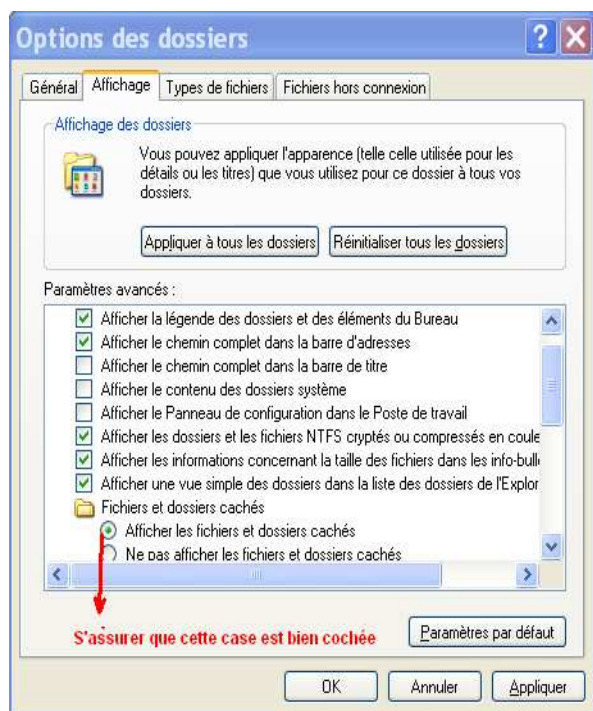 Options des dossiers
Général Affichage Types de fichiers Fichiers hors connexion
Affichage des dossiers
Vous pouvez appliquer l'apparence (telle celle utilisée pour les
détails ou les titres) que vous utilisez pour ce dossier à tous vos
dossiers.
Appliquer à tous les dossiers Réinitialiser tous les dossiers
Paramètres avancés :
Afficher la légende des dossiers et des éléments du Bureau
Afficher le chemin complet dans la barre d'adresses
Afficher le chemin complet dans la barre de titre
Afficher le contenu des dossiers système
Afficher le Panneau de configuration dans le Poste de travail
Afficher les dossiers et les fichiers NTFS cryptés ou compressés en coule
Afficher les informations concernant la taille des fichiers dans les info-bull
Afficher une vue simple des dossiers dans la liste des dossiers de l'Explor
Fichiers et dossiers cachés
Afficher les fichiers et dossiers cachés
Ne pas afficher les fichiers et dossiers cachés
S'assurer que cette case est bien cochée
Paramètres par défaut
OK Annuler Appliquer